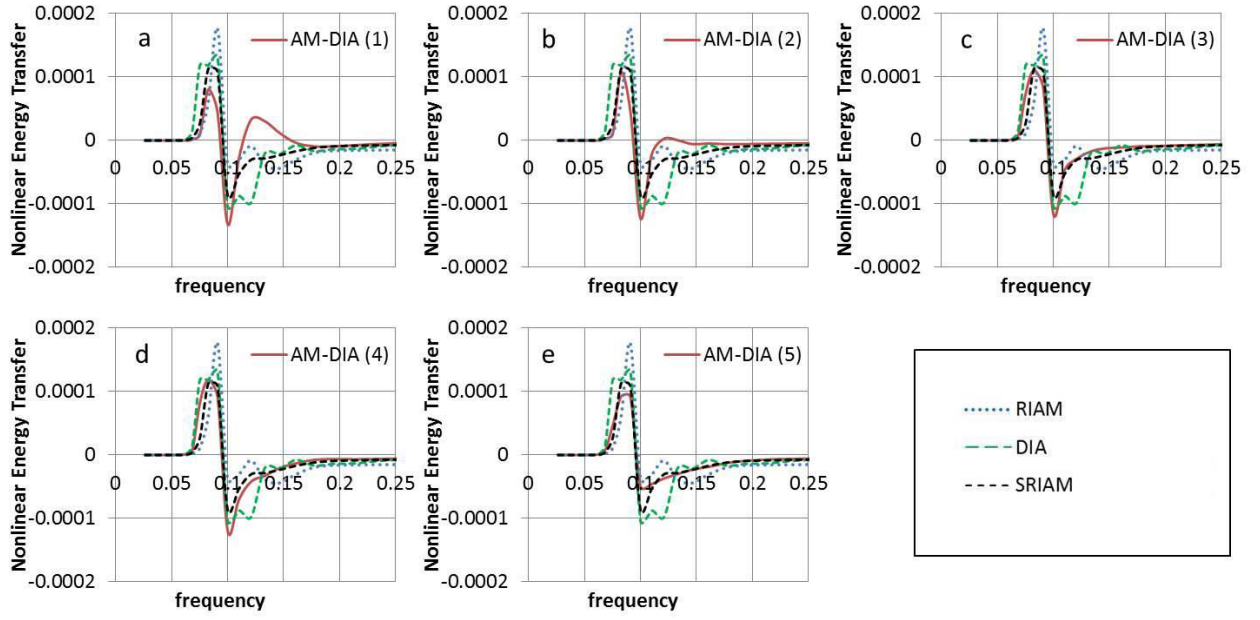 a
AM-DIA (1)
Nonlinear Energy Transfer
0.0002
0.0001
0
-0.0001
-0.0002
0 0.05 0.1 0.15 0.2 0.25
frequency
b
AM-DIA (2)
Nonlinear Energy Transfer
0.0002
0.0001
0
-0.0001
-0.0002
0 0.05 0.1 0.15 0.2 0.25
frequency
c
AM-DIA (3)
Nonlinear Energy Transfer
0.0002
0.0001
0
-0.0001
-0.0002
0 0.05 0.1 0.15 0.2 0.25
frequency
d
AM-DIA (4)
Nonlinear Energy Transfer
0.0002
0.0001
0
-0.0001
-0.0002
0 0.05 0.1 0.15 0.2 0.25
frequency
e
AM-DIA (5)
Nonlinear Energy Transfer
0.0002
0.0001
0
-0.0001
-0.0002
0 0.05 0.1 0.15 0.2 0.25
frequency
RIAM
DIA
SRIAM